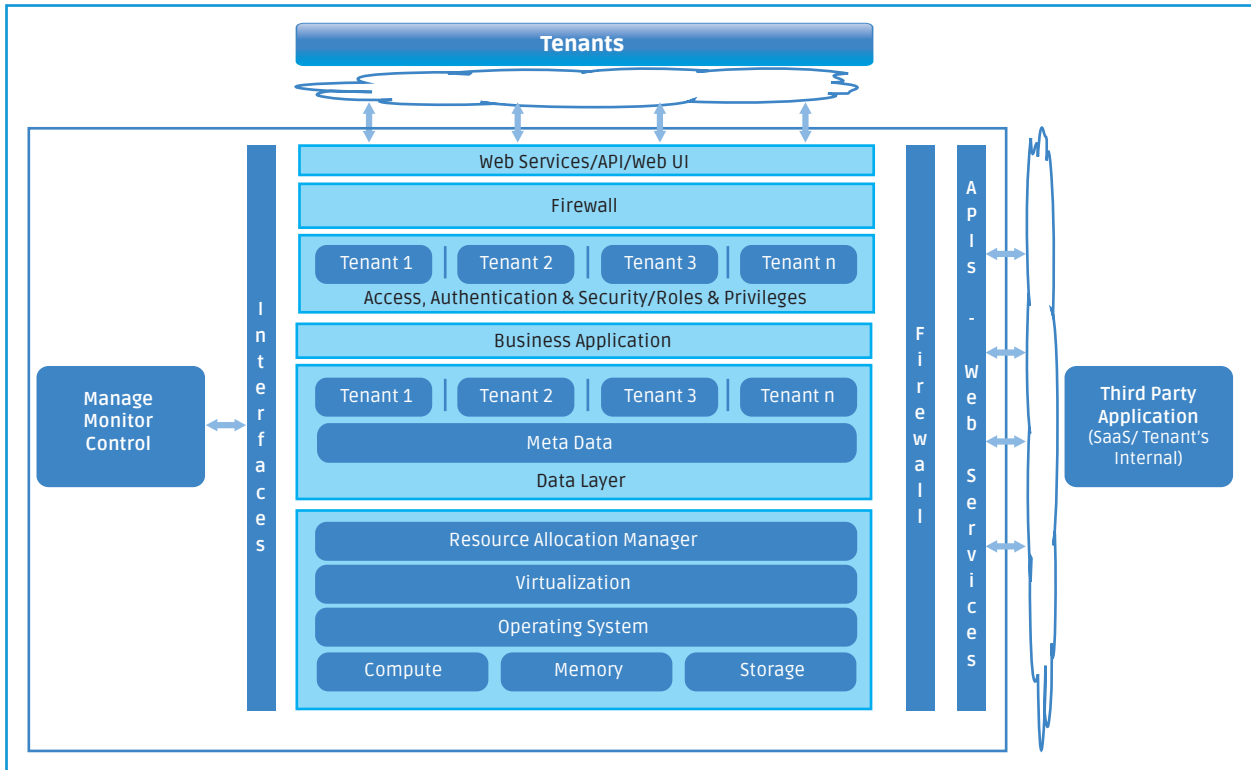 Tenants
Web Services/API/Web UI
Firewall
Tenant 1
Tenant 2
Tenant 3
Tenant n
Access, Authentication & Security/Roles & Privileges
Business Application
Tenant 1
Tenant 2
Tenant 3
Tenant n
Meta Data
Data Layer
Resource Allocation Manager
Virtualization
Operating System
Compute
Memory
Storage
Manage
Monitor
Control
Interfaces
Firewall
APIs - Web Services
Third Party
Application
(SaaS/ Tenant's
Internal)